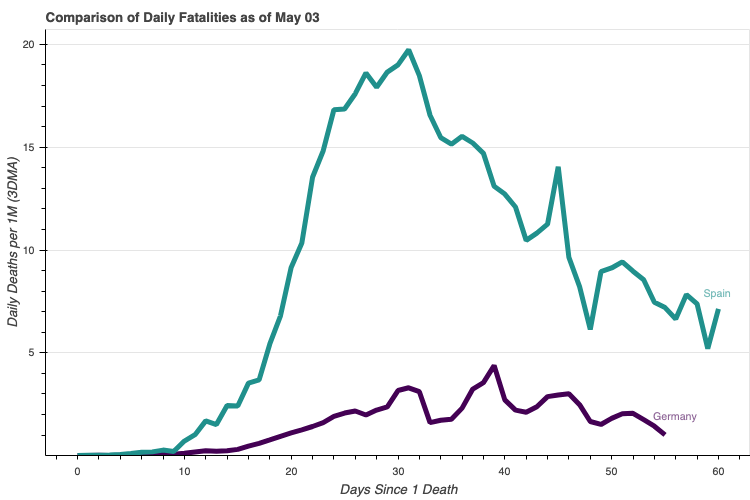 Comparison of Daily Fatalities as of May 03
Daily Deaths per 1M (3DMA)
20
15
10
5
Spain
Germany
0 10 20 30 40 50 60
Days Since 1 Death